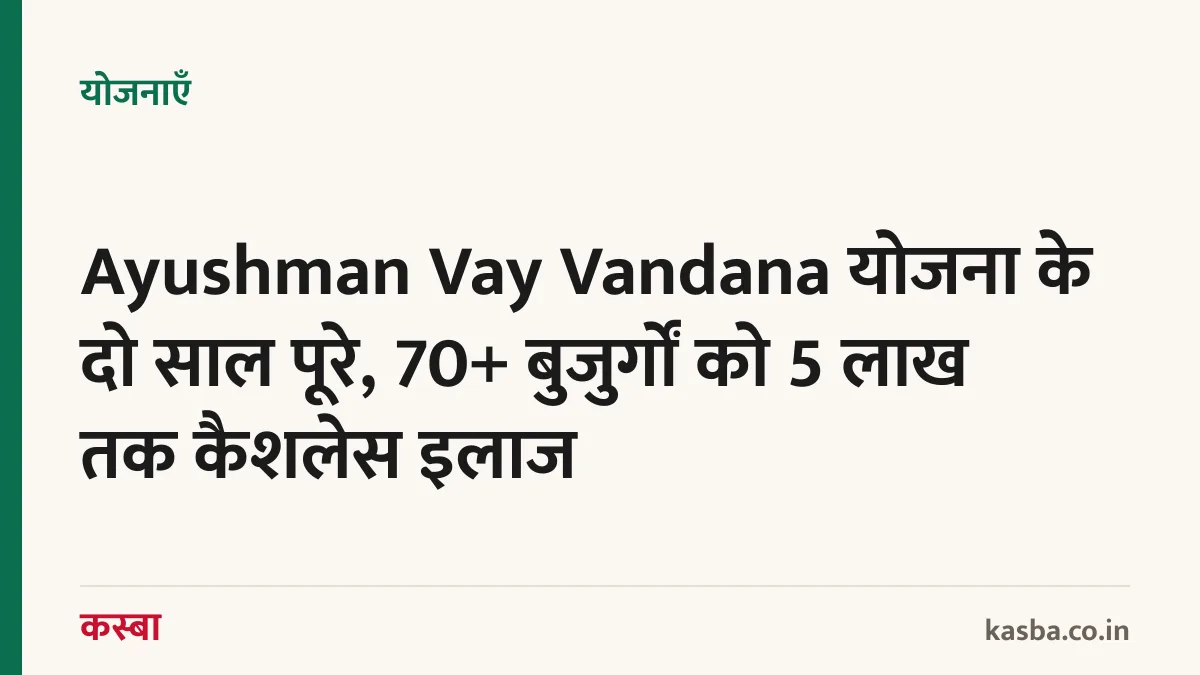 योजनाएँ
Ayushman Vay Vandana योजना के
दो साल पूरे, 70+ बुजुर्गों को 5 लाख
तक कैशलेस इलाज
कस्बा
kasba.co.in